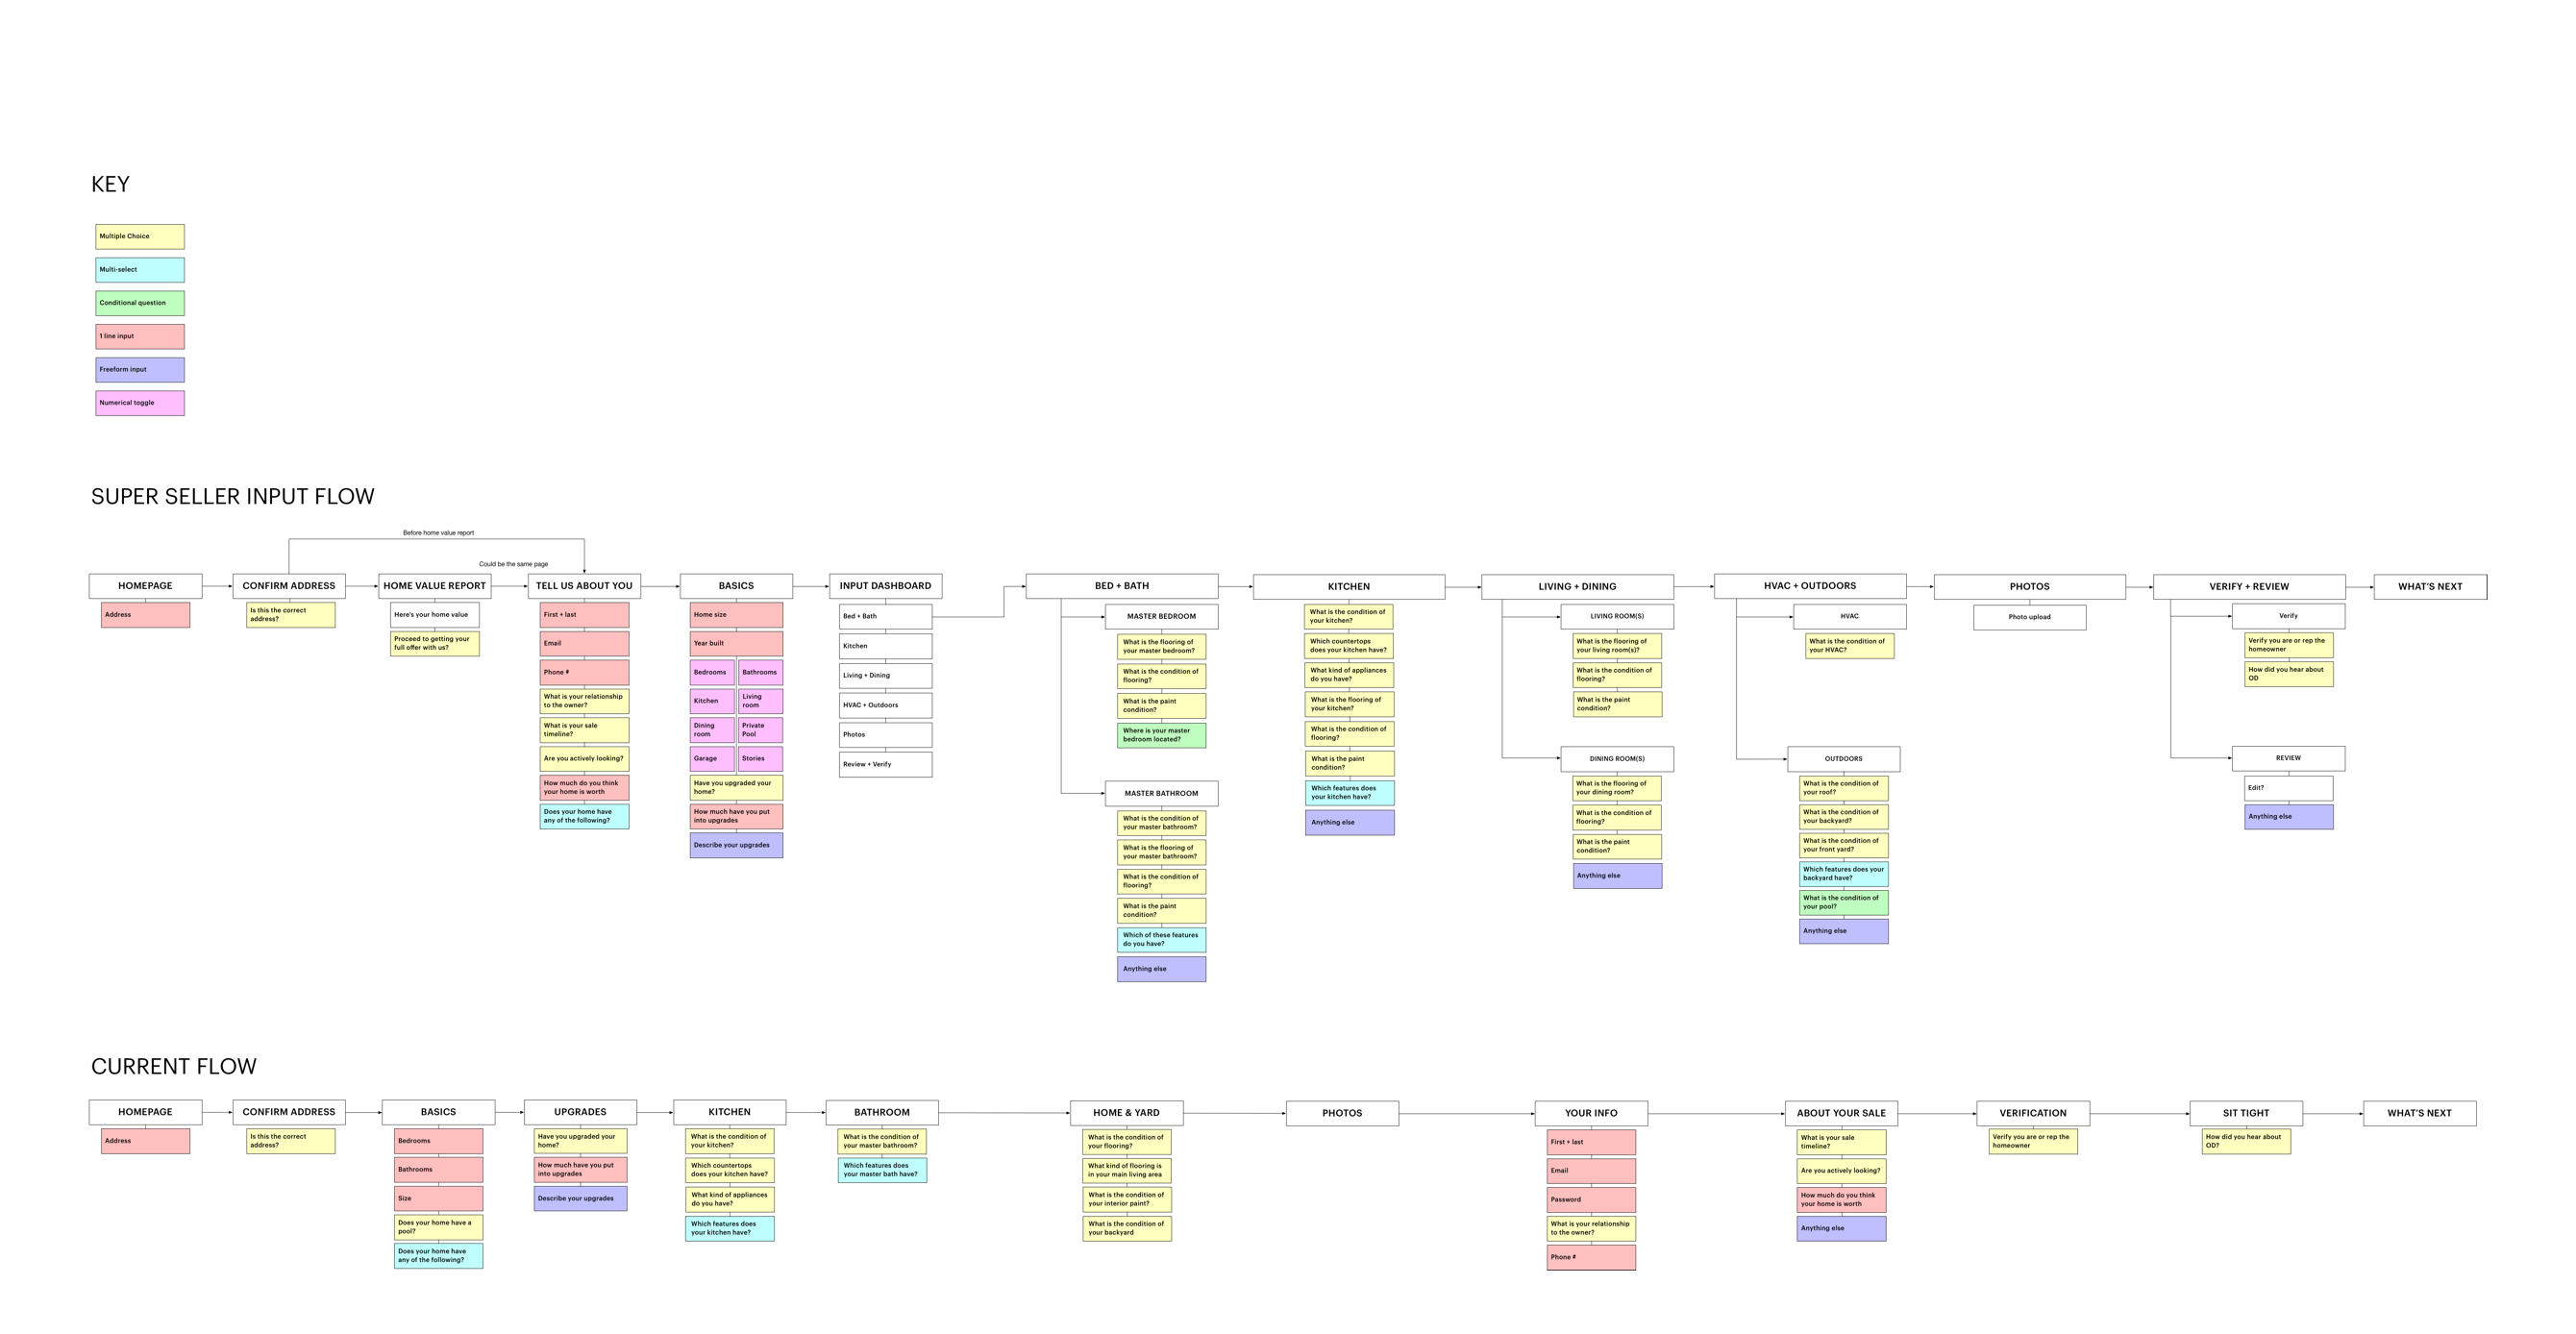 KEY
Multiple Choice
Multi-select
Conditional question
1 line input
Freeform input
Numerical toggle
SUPER SELLER INPUT FLOW
Before home value report
Could be the same page
HOMEPAGE
Address
CONFIRM ADDRESS
Is this the correct
address?
HOME VALUE REPORT
Here's your home value
Proceed to getting your
full offer with us?
TELL US ABOUT YOU
First + last
Email
Phone #
What is your relationship
to the owner?
What is your sale
timeline?
Are you actively looking?
How much do you think
your home is worth
Does your home have
any of the following?
BASICS
Home size
Year built
Bedrooms
Bathrooms
Kitchen
Living
room
Dining
room
Private
Pool
Garage
Stories
Have you upgraded your
home?
How much have you put
into upgrades
Describe your upgrades
INPUT DASHBOARD
Bed + Bath
Kitchen
Living + Dining
HVAC + Outdoors
Photos
Review + Verify
BED + BATH
MASTER BEDROOM
What is the flooring of
your master bedroom?
What is the condition of
flooring?
What is the paint
condition?
Where is your master
bedroom located?
MASTER BATHROOM
What is the condition of
your master bathroom?
What is the flooring of
your master bathroom?
What is the condition of
flooring?
What is the paint
condition?
Which of these features
do you have?
Anything else
KITCHEN
What is the condition of
your kitchen?
Which countertops
does your kitchen have?
What kind of appliances
do you have?
What is the flooring of
your kitchen?
What is the condition of
flooring?
What is the paint
condition?
Which features does
your kitchen have?
Anything else
LIVING + DINING
LIVING ROOM(S)
What is the flooring of
your living room(s)?
What is the condition of
flooring?
What is the paint
condition?
DINING ROOM(S)
What is the flooring of
your dining room?
What is the condition of
flooring?
What is the paint
condition?
Anything else
HVAC + OUTDOORS
HVAC
What is the condition of
your HVAC?
OUTDOORS
What is the condition of
your roof?
What is the condition of
your backyard?
What is the condition of
your front yard?
Which features does your
backyard have?
What is the condition of
your pool?
Anything else
PHOTOS
Photo upload
VERIFY + REVIEW
Verify
Verify you are or rep the
homeowner
How did you hear about
OD
REVIEW
Edit?
Anything else
WHAT'S NEXT
CURRENT FLOW
HOMEPAGE
Address
CONFIRM ADDRESS
Is this the correct
address?
BASICS
Bedrooms
Bathrooms
Size
Does your home have a
pool?
Does your home have
any of the following?
UPGRADES
Have you upgraded your
home?
How much have you put
into upgrades
Describe your upgrades
KITCHEN
What is the condition of
your kitchen?
Which countertops
does your kitchen have?
What kind of appliances
do you have?
Which features does
your kitchen have?
BATHROOM
What is the condition of
your master bathroom?
Which features does
your master bath have?
HOME & YARD
What is the condition of
your flooring?
What kind of flooring is
in your main living area
What is the condition of
your interior paint?
What is the condition of
your backyard
PHOTOS
YOUR INFO
First + last
Email
Password
What is your relationship
to the owner?
Phone #
ABOUT YOUR SALE
What is your sale
timeline?
Are you actively looking?
How much do you think
your home is worth
Anything else
VERIFICATION
Verify you are or rep the
homeowner
SIT TIGHT
How did you hear about
OD?
WHAT'S NEXT